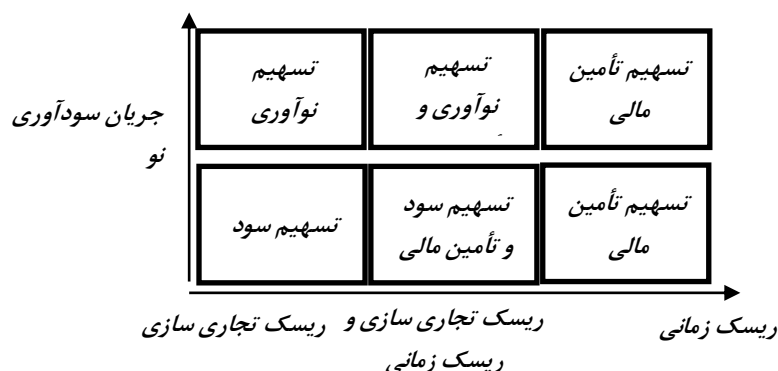 جریان سودآوری
نو
تسهیم
نوآوری
تسهیم
نوآوری و
تسهیم تأمین
مالی
تسهیم سود
تسهیم سود
و تأمین مالی
تسهیم تأمین
مالی
ریسک تجاری سازی
ریسک تجاری سازی و
ریسک زمانی
ریسک زمانی